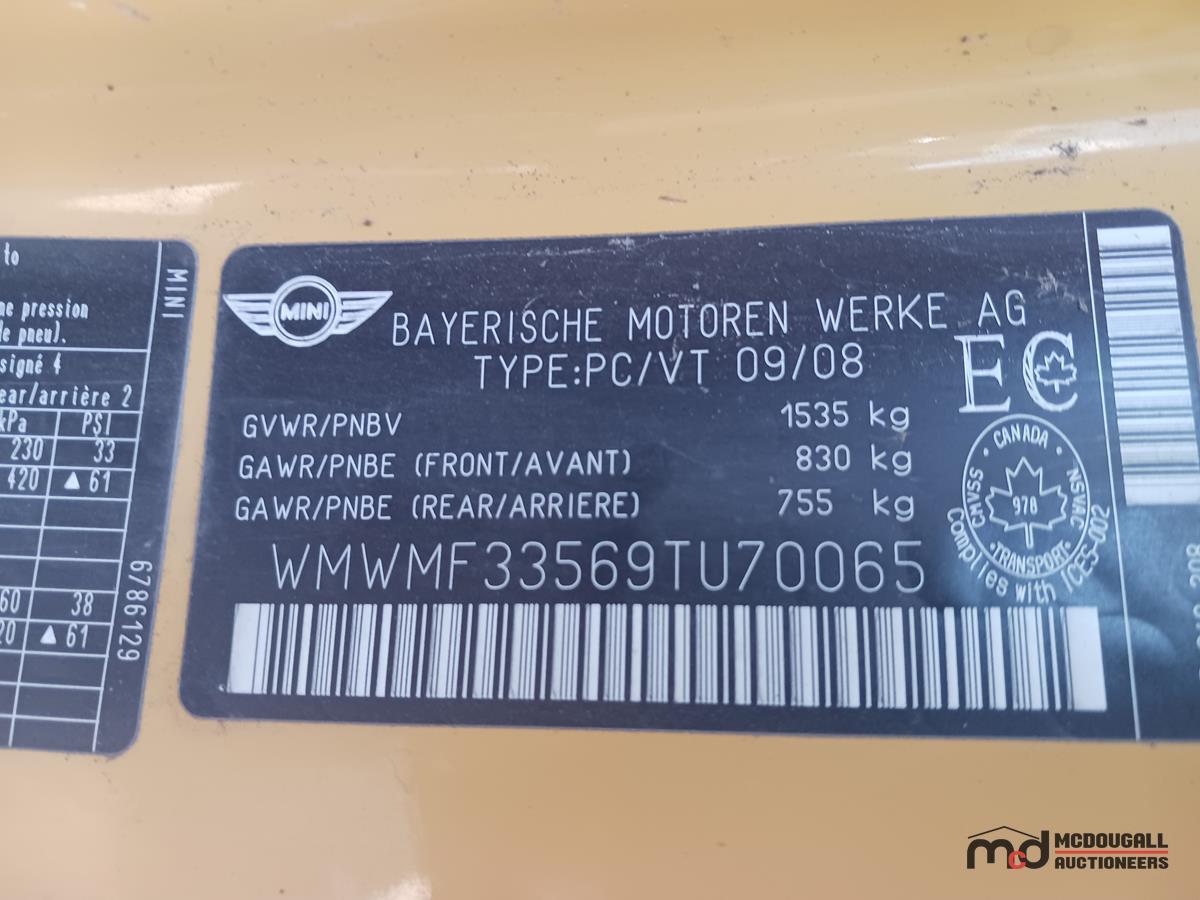 to
ne pression
le pneu).
signé 4
ear/arrière 2
kPa PSI
230 33
420 ▲ 61
60 38
20 ▲ 61
MINI
6786129
MINI
BAYERISCHE MOTOREN WERKE AG
TYPE:PC/VT 09/08
EC
GVWR/PNBV 1535 kg
GAWR/PNBE (FRONT/AVANT) 830 kg
GAWR/PNBE (REAR/ARRIERE) 755 kg
CANADA
CMVSS
NSVAC
978
TRANSPORT
Complies with ICES-002
WMWMF33569TU70065
mcd MCDOUGALL
AUCTIONEERS